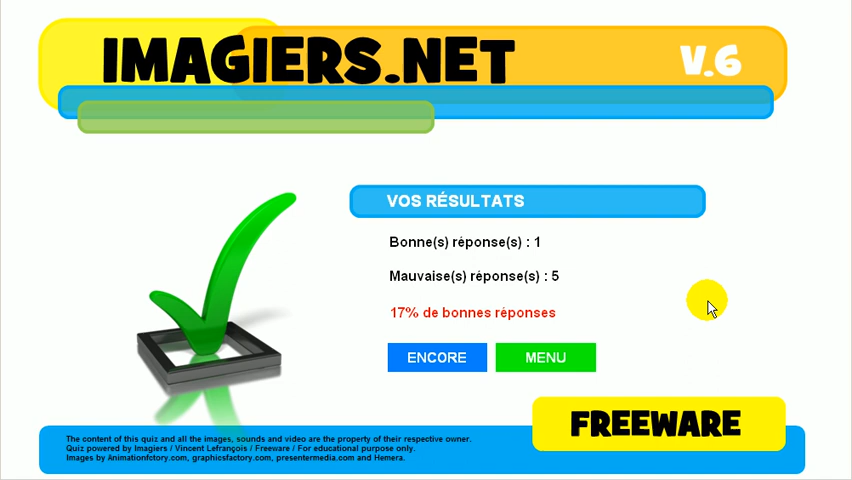 IMAGIERS.NET
V.6
VOS RÉSULTATS
Bonne(s) réponse(s) : 1
Mauvaise(s) réponse(s) : 5
17% de bonnes réponses
ENCORE
MENU
FREEWARE
The content of this quiz and all the images, sounds and video are the property of their respective owner.
Quiz powered by Imagiers / Vincent Lefrançois / Freeware / For educational purpose only.
Images by Animationfctory.com, graphicsfactory.com, presentermedia.com and Hemera.